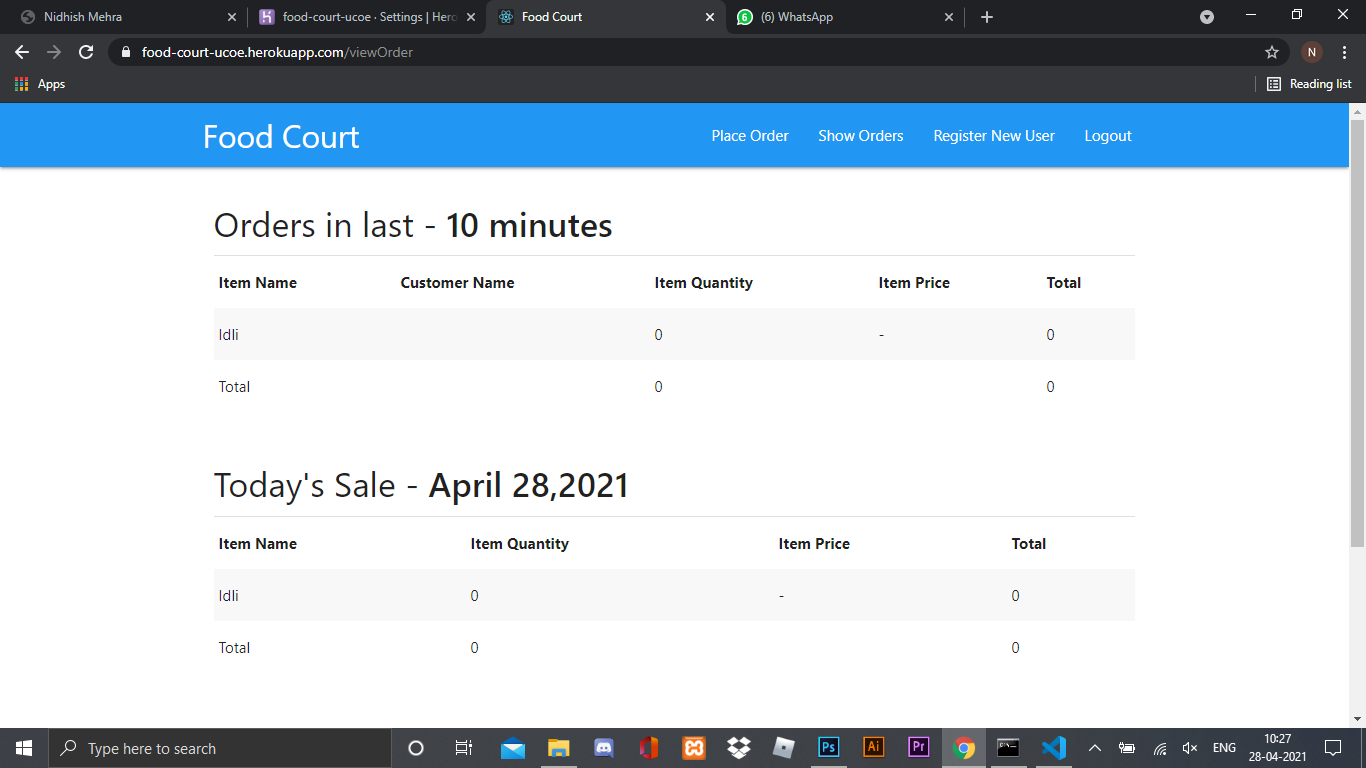 Nidhish Mehra
food-court-ucoe · Settings | Hero
Food Court
(6) WhatsApp
food-court-ucoe.herokuapp.com/viewOrder
N
Apps
Reading list
Food Court
Place Order
Show Orders
Register New User
Logout
Orders in last - 10 minutes
Item Name Customer Name Item Quantity Item Price Total
Idli 0 - 0
Total 0 0
Today's Sale - April 28,2021
Item Name Item Quantity Item Price Total
Idli 0 - 0
Total 0 0
Type here to search
Ps
Ai
Pr
ENG
10:27
28-04-2021